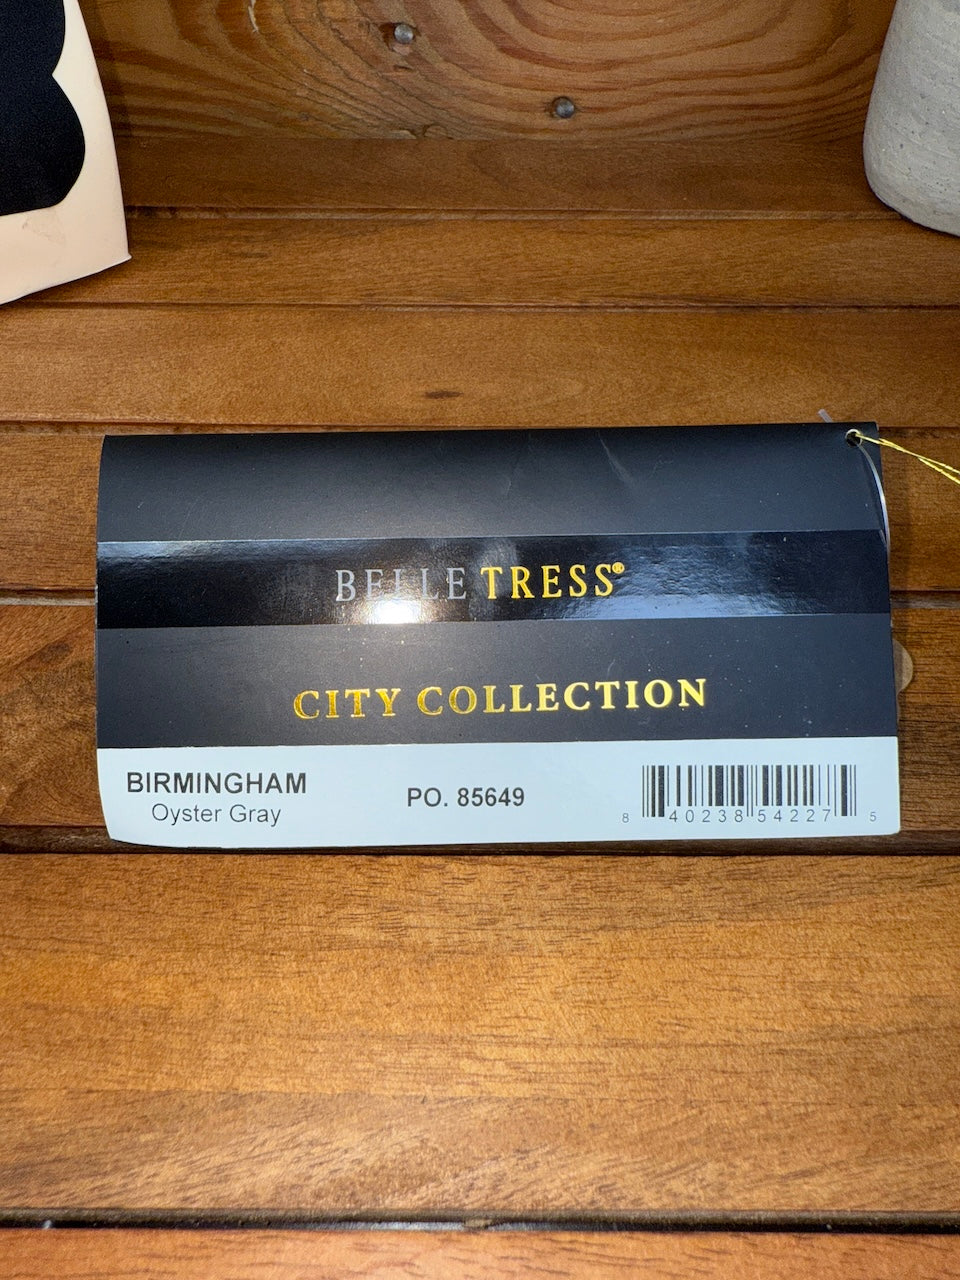 BELLE TRESS®
CITY COLLECTION
BIRMINGHAM
Oyster Gray
PO. 85649
8 40238 54227 5